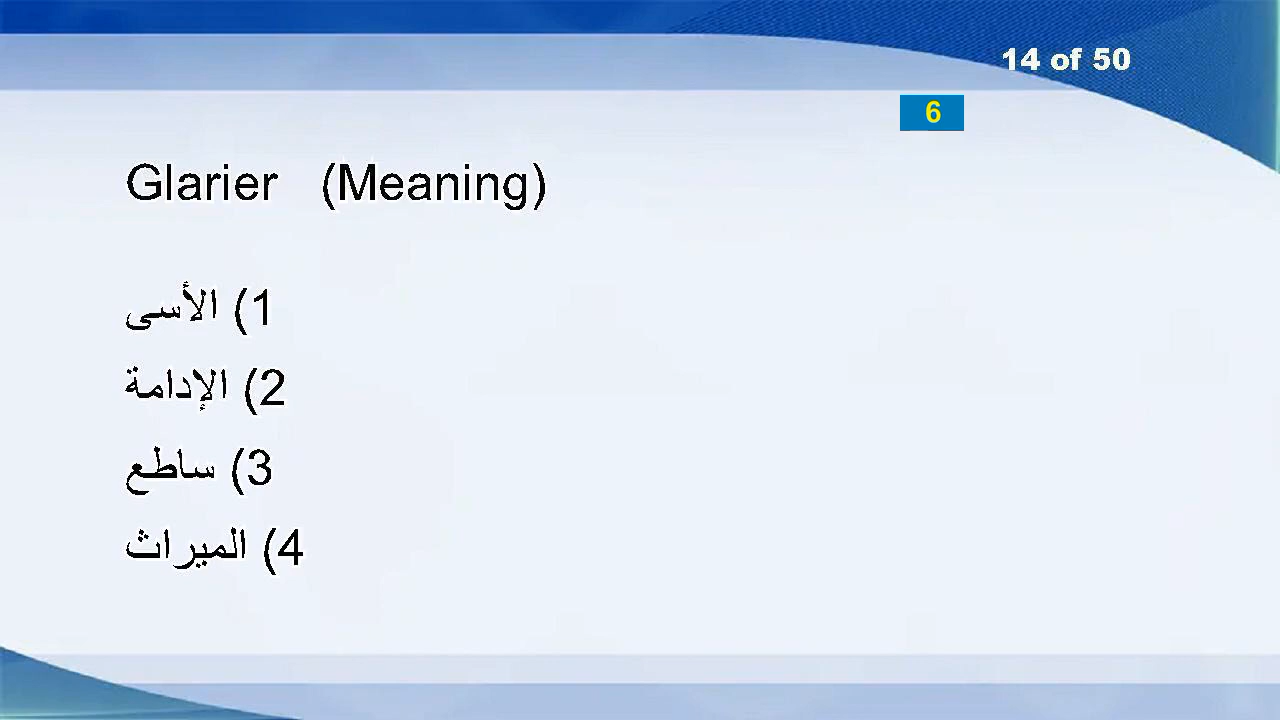 14 of 50
6
Glarier (Meaning)
1) الأسى
2) الإدامة
3) ساطع
4) الميراث